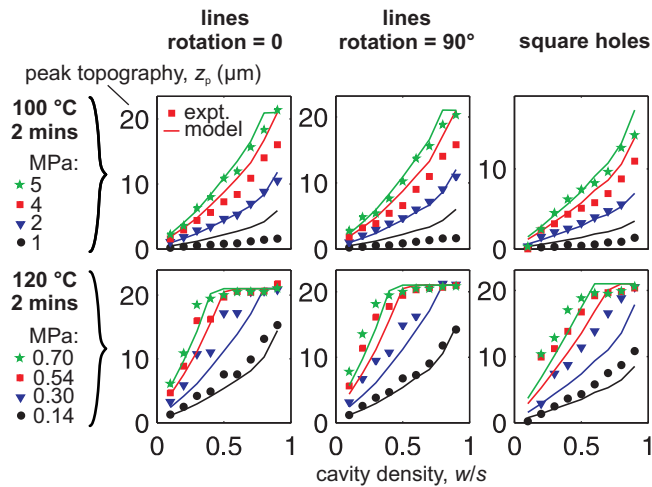 lines
rotation = 0
lines
rotation = 90°
square holes
peak topography, zp (µm)
100 °C
2 mins
MPa:
5
4
2
1
20
10
0
expt.
model
20
10
0
10
0
120 °C
2 mins
MPa:
0.70
0.54
0.30
0.14
20
10
0
20
10
0
20
10
0
0 0.5 1
0 0.5 1
0 0.5 1
cavity density, w/s